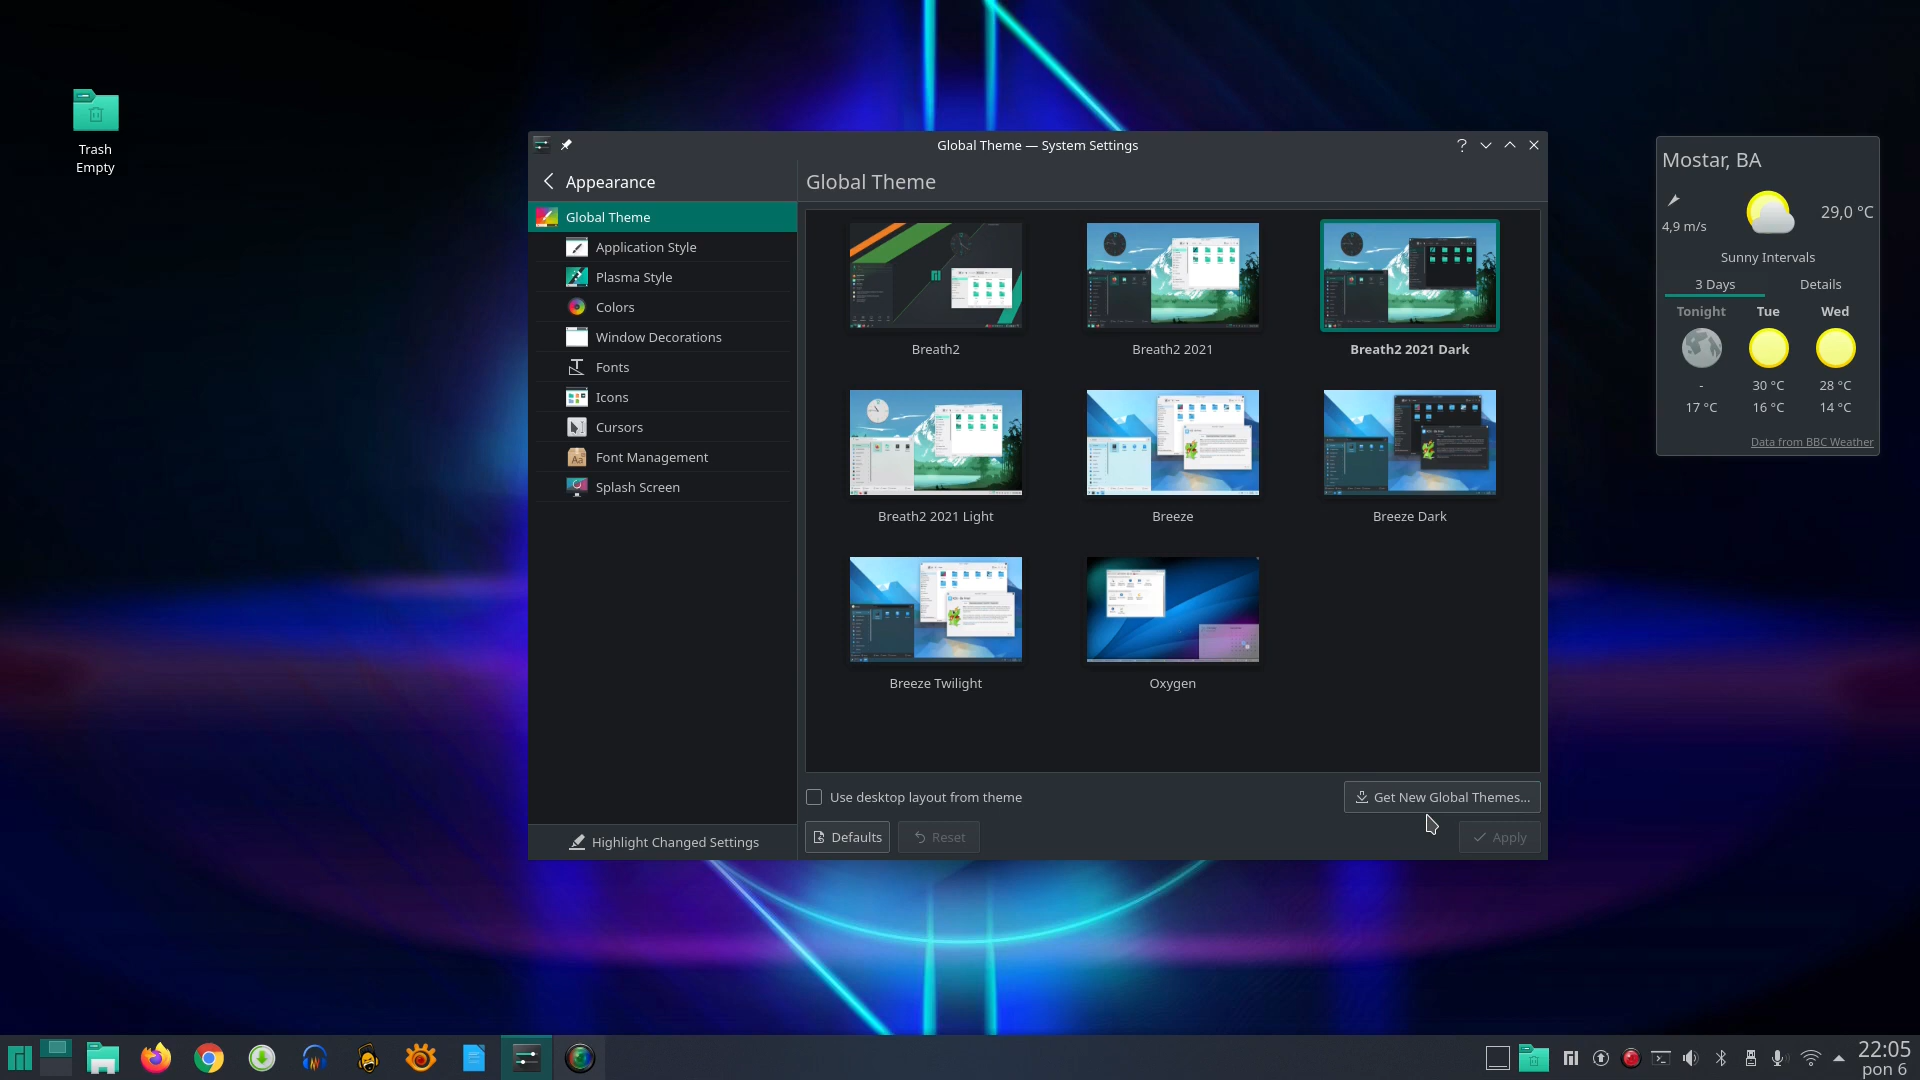 Trash
Empty
Global Theme — System Settings
?
Appearance
Global Theme
Global Theme
Application Style
Plasma Style
Colors
Window Decorations
Fonts
Icons
Cursors
Font Management
Splash Screen
Highlight Changed Settings
Breath2
Breath2 2021
Breath2 2021 Dark
Breath2 2021 Light
Breeze
Breeze Dark
Breeze Twilight
Oxygen
Use desktop layout from theme
Get New Global Themes...
Defaults
Reset
Apply
Mostar, BA
4,9 m/s
29,0 °C
Sunny Intervals
3 Days Details
Tonight Tue Wed
- 30 °C 28 °C
17 °C 16 °C 14 °C
Data from BBC Weather
22:05
pon 6